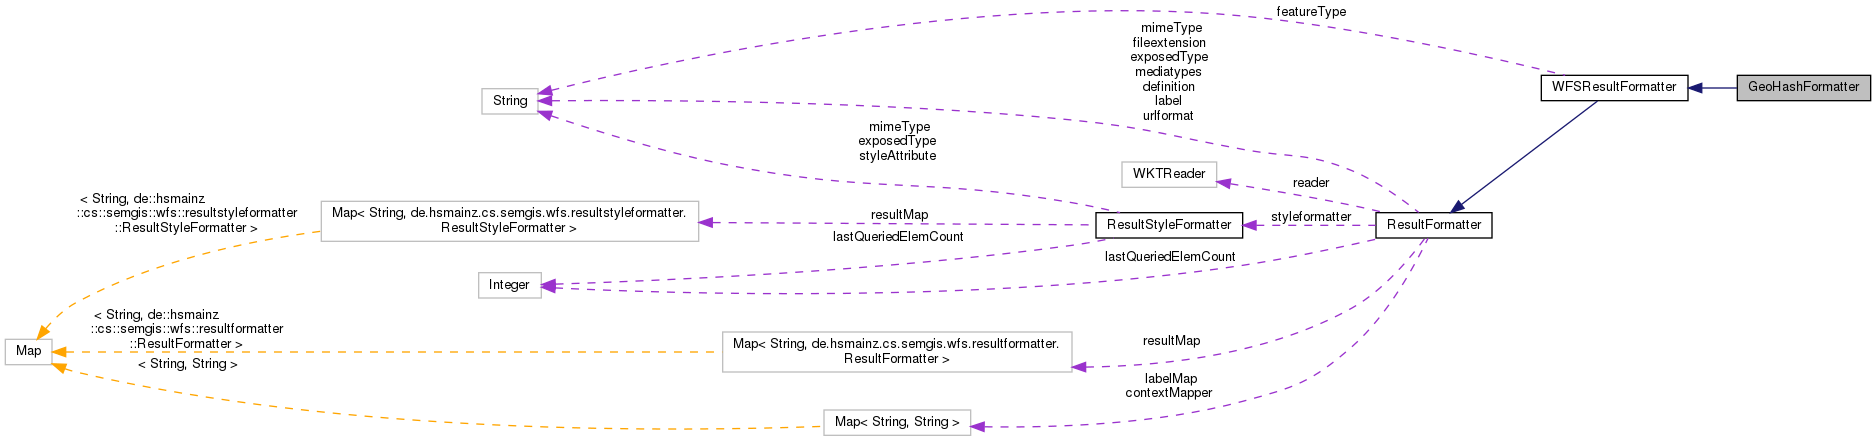 featureType
mimeType
fileextension
exposedType
mediatypes
definition
label
urlformat
WFSResultFormatter
GeoHashFormatter
String
mimeType
exposedType
styleAttribute
WKTReader
reader
< String, de::hsmainz
::cs::semgis::wfs::resultstyleformatter
::ResultStyleFormatter >
Map< String, de.hsmainz.cs.semgis.wfs.resultstyleformatter.
ResultStyleFormatter >
resultMap
ResultStyleFormatter
styleformatter
ResultFormatter
lastQueriedElemCount
lastQueriedElemCount
Integer
< String, de::hsmainz
::cs::semgis::wfs::resultformatter
::ResultFormatter >
Map
Map< String, de.hsmainz.cs.semgis.wfs.resultformatter.
ResultFormatter >
resultMap
< String, String >
labelMap
contextMapper
Map< String, String >